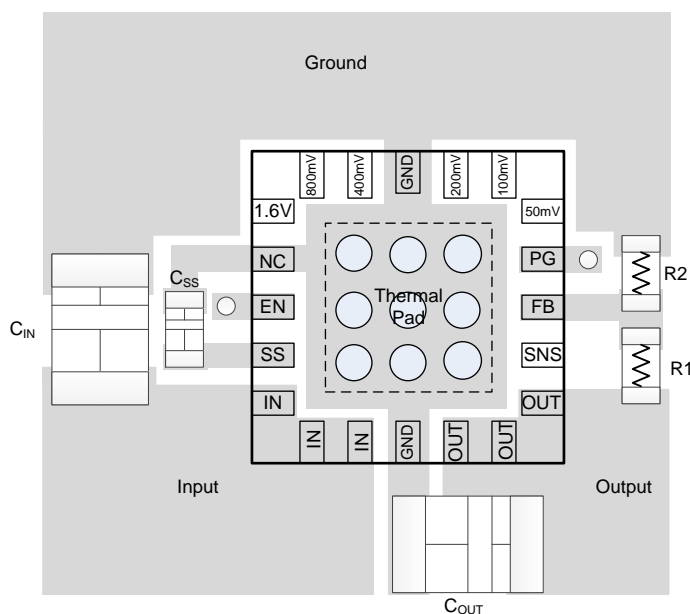 Ground
800mV
400mV
GND
200mV
100mV
1.6V
50mV
NC
PG
CSS
R2
EN
Thermal
Pad
FB
CIN
SS
SNS
R1
IN
OUT
IN
IN
GND
OUT
OUT
Input
Output
COUT